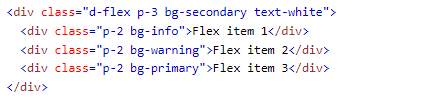 <div class="d-flex p-3 bg-secondary text-white">
  <div class="p-2 bg-info">Flex item 1</div>
  <div class="p-2 bg-warning">Flex item 2</div>
  <div class="p-2 bg-primary">Flex item 3</div>
</div>